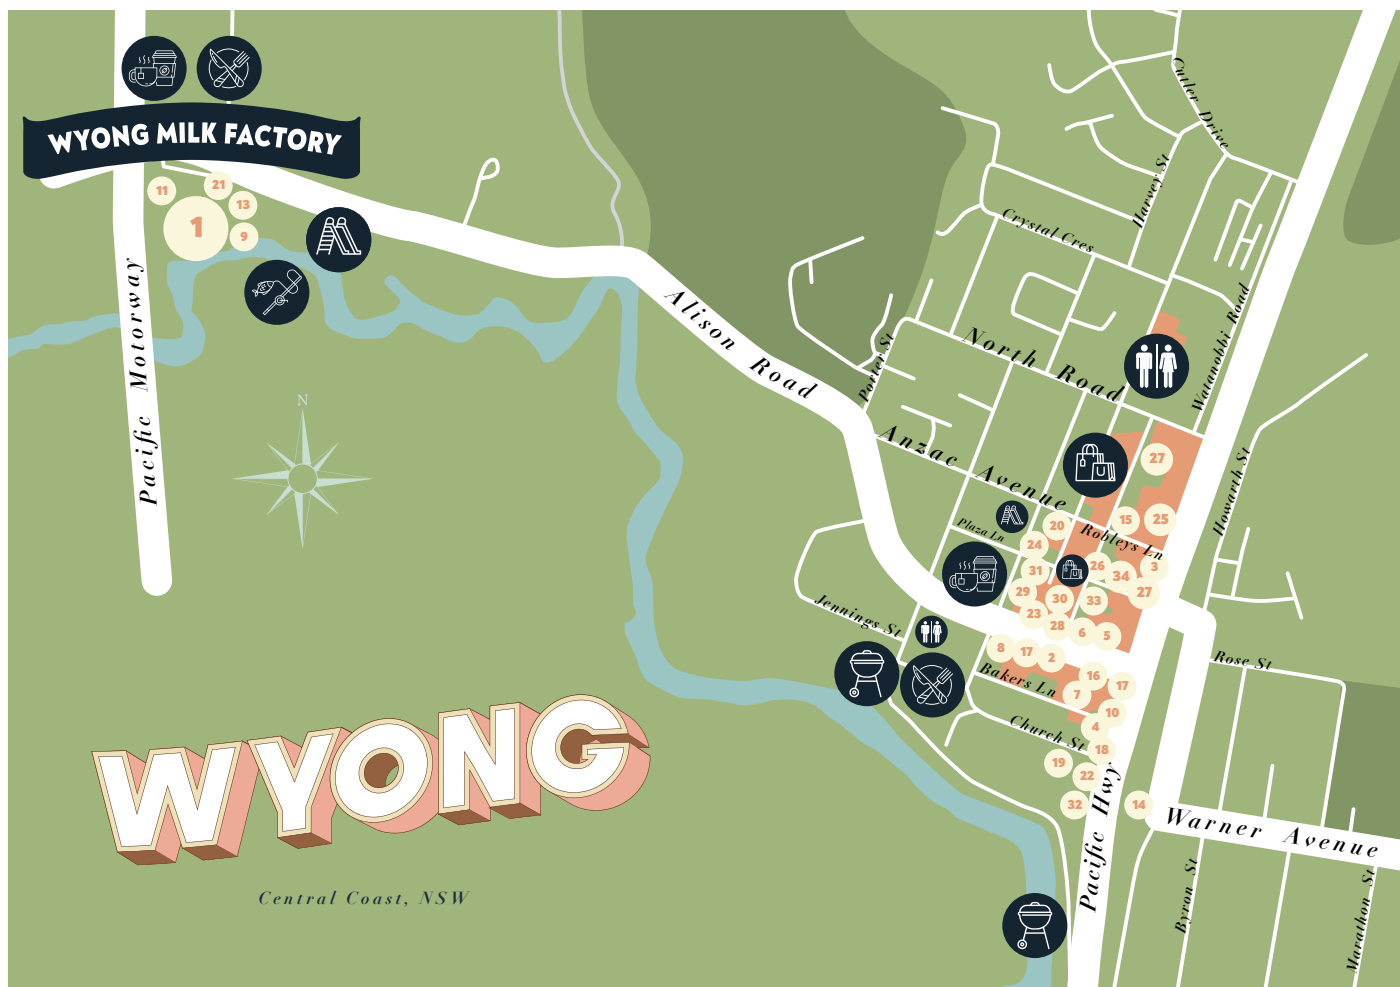 WYONG MILK FACTORY
11
21
13
1
9
Pacific Motorway
N
Alison Road
Cutler Drive
Harvey St
Crystal Cres
Watanobbi Road
North Road
Porter St
Anzac Avenue
Howarth St
27
15
25
Plaza Ln
20
Robleys Ln
24
31
26
34
3
29
30
33
27
23
28
6
5
Jennings St
8
17
2
Rose St
Bakers Ln
16
7
17
10
4
Church St
18
19
22
32
14
Pacific Hwy
Warner Avenue
Byron St
Marathon St
WYONG
Central Coast, NSW